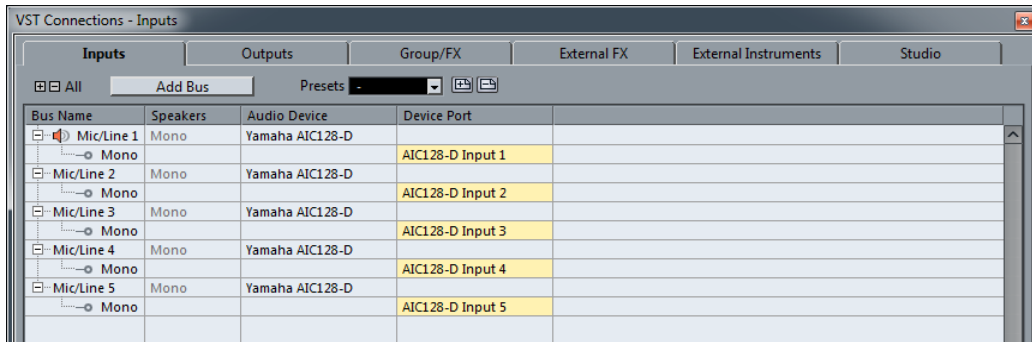 VST Connections - Inputs
Inputs Outputs Group/FX External FX External Instruments Studio
All Add Bus Presets -
Bus Name Speakers Audio Device Device Port
Mic/Line 1 Mono Yamaha AIC128-D
Mono AIC128-D Input 1
Mic/Line 2 Mono Yamaha AIC128-D
Mono AIC128-D Input 2
Mic/Line 3 Mono Yamaha AIC128-D
Mono AIC128-D Input 3
Mic/Line 4 Mono Yamaha AIC128-D
Mono AIC128-D Input 4
Mic/Line 5 Mono Yamaha AIC128-D
Mono AIC128-D Input 5